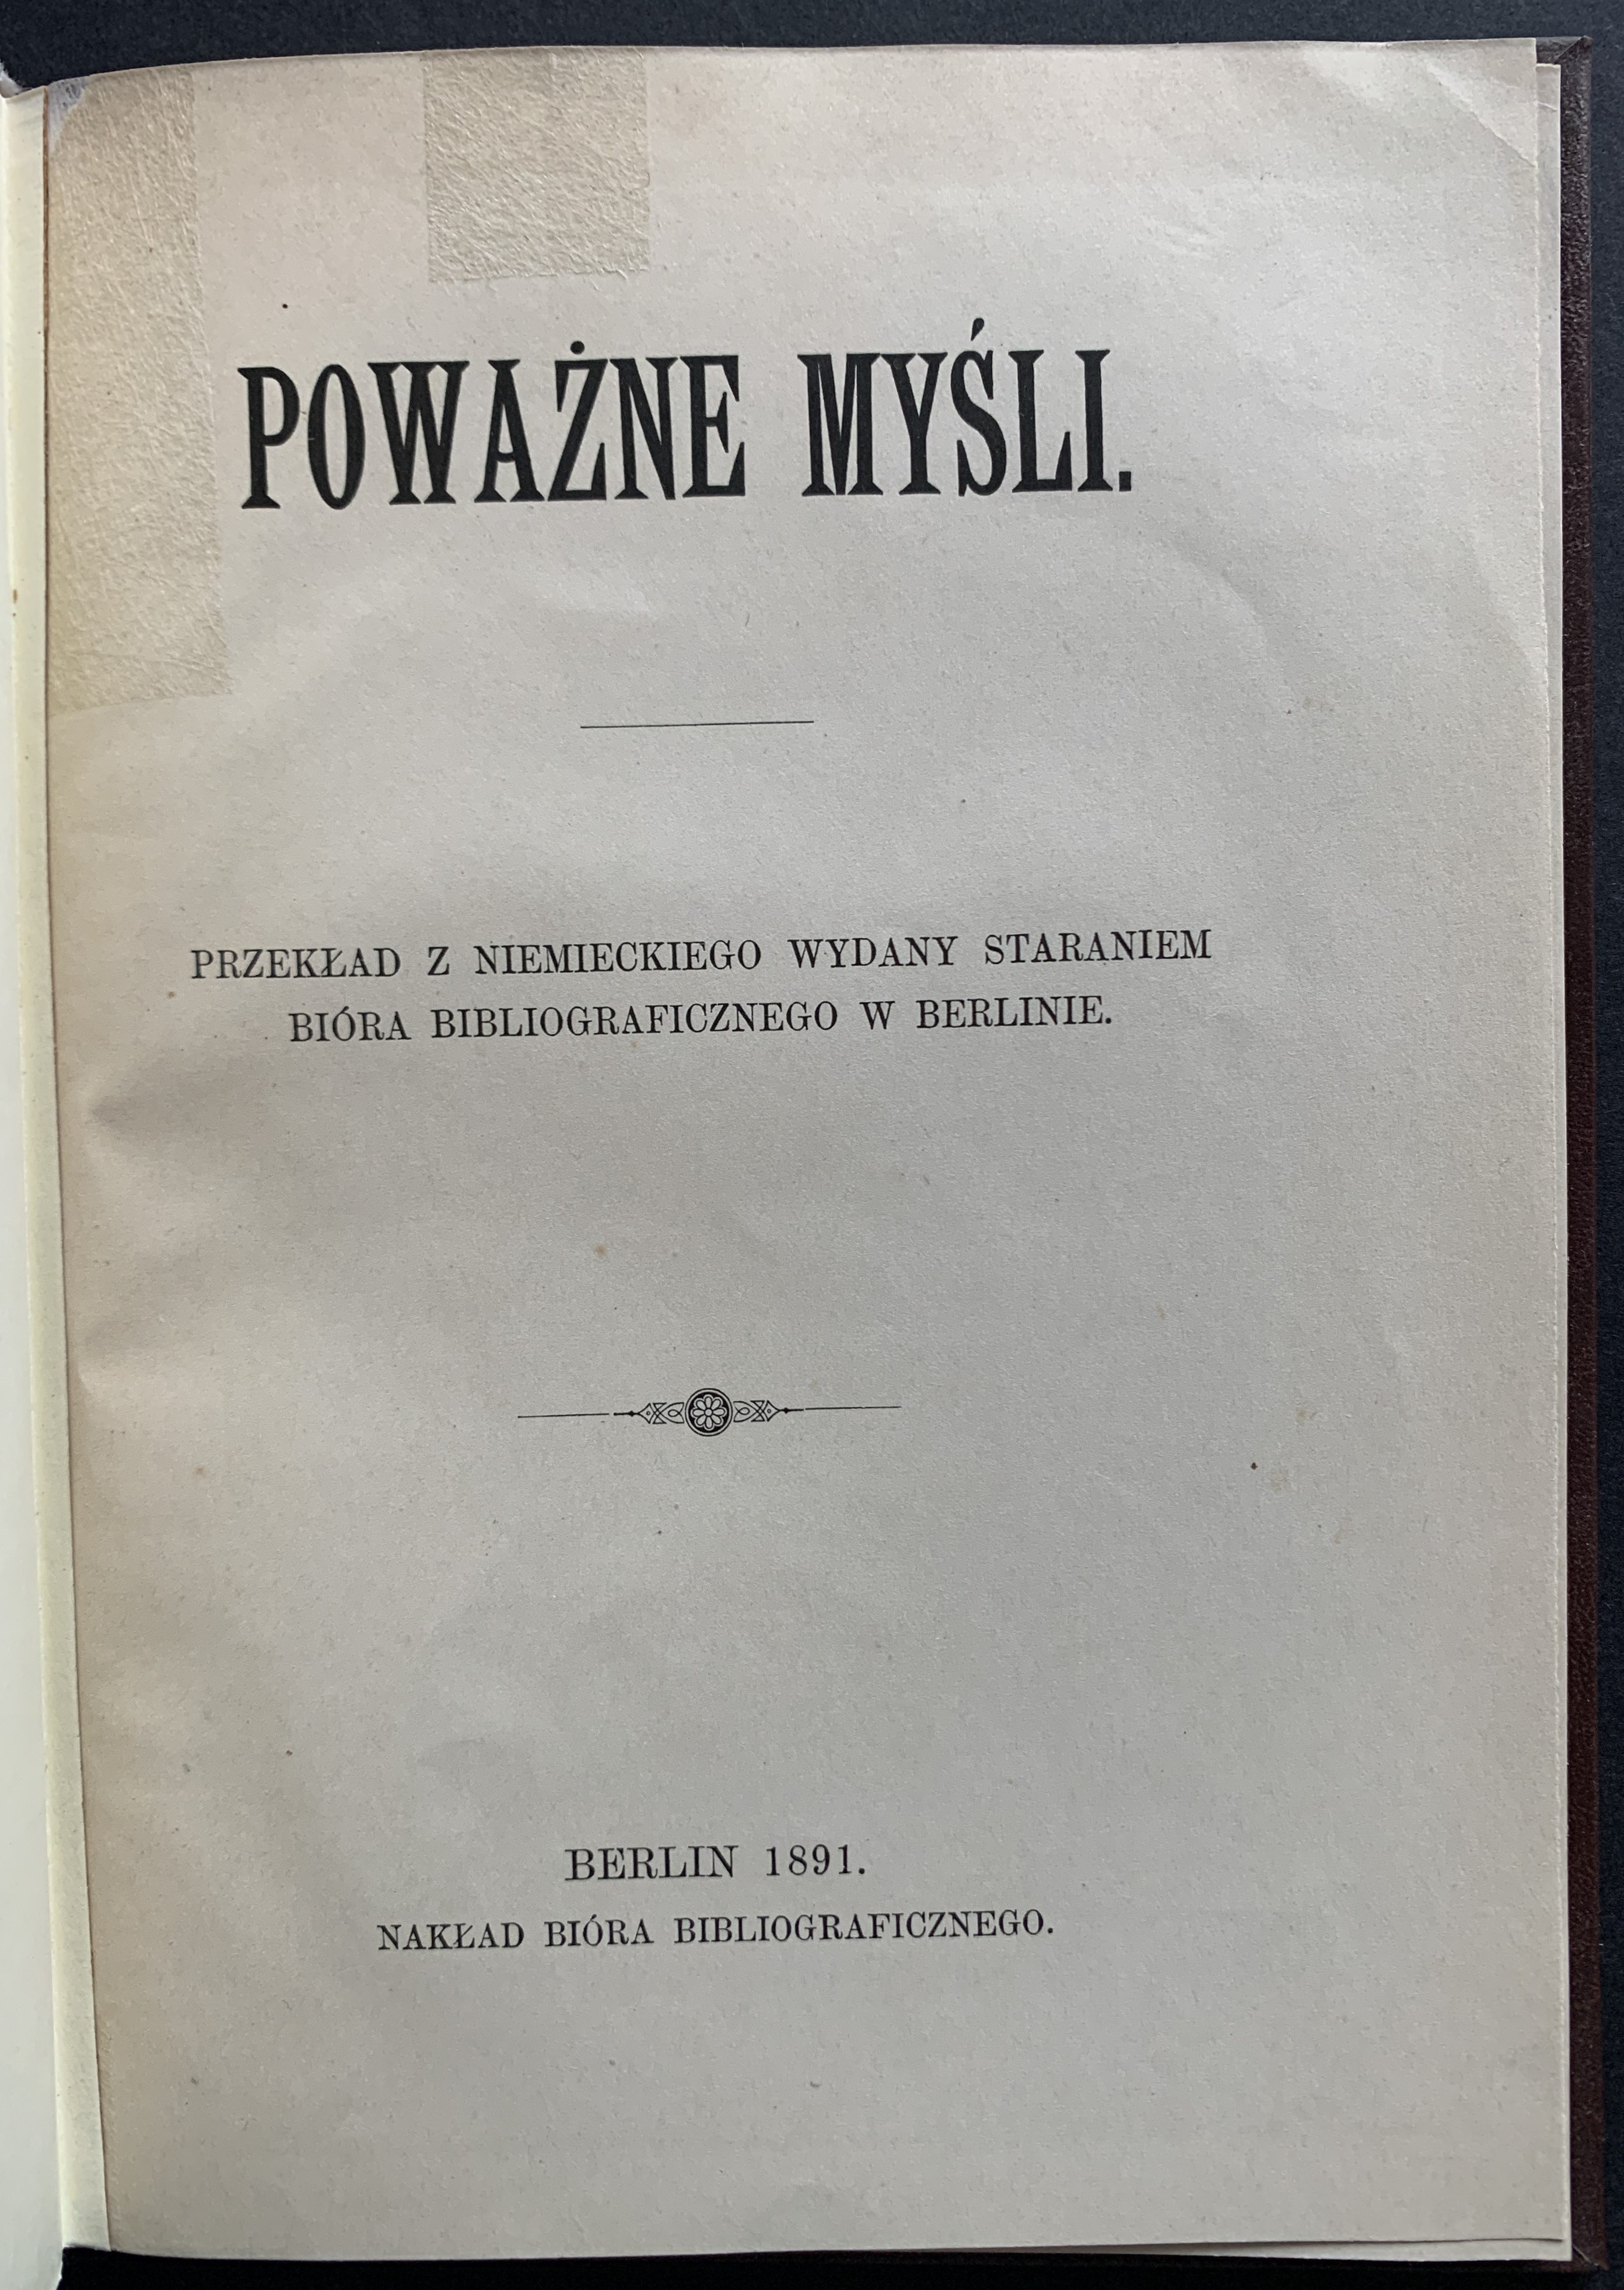 POWAŻNE MYŚLI.
PRZEKŁAD Z NIEMIECKIEGO WYDANY STARANIEM
BIÓRA BIBLIOGRAFICZNEGO W BERLINIE.
BERLIN 1891.
NAKŁAD BIÓRA BIBLIOGRAFICZNEGO.